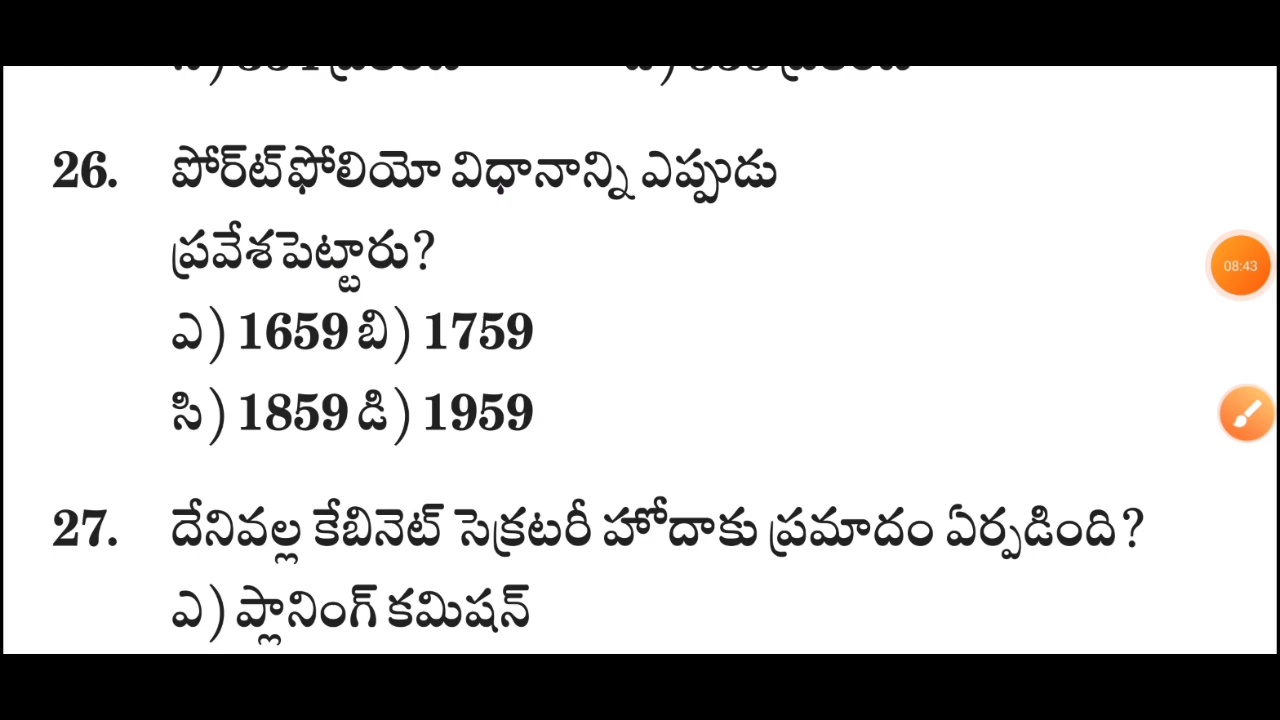 26. పోర్ట్‌ఫోలియో విధానాన్ని ఎప్పుడు
ప్రవేశపెట్టారు?
ఎ) 1659 బి) 1759
సి) 1859 డి) 1959
08:43
27. దేనివల్ల కేబినెట్ సెక్రటరీ హోదాకు ప్రమాదం ఏర్పడింది?
ఎ) ప్లానింగ్ కమిషన్